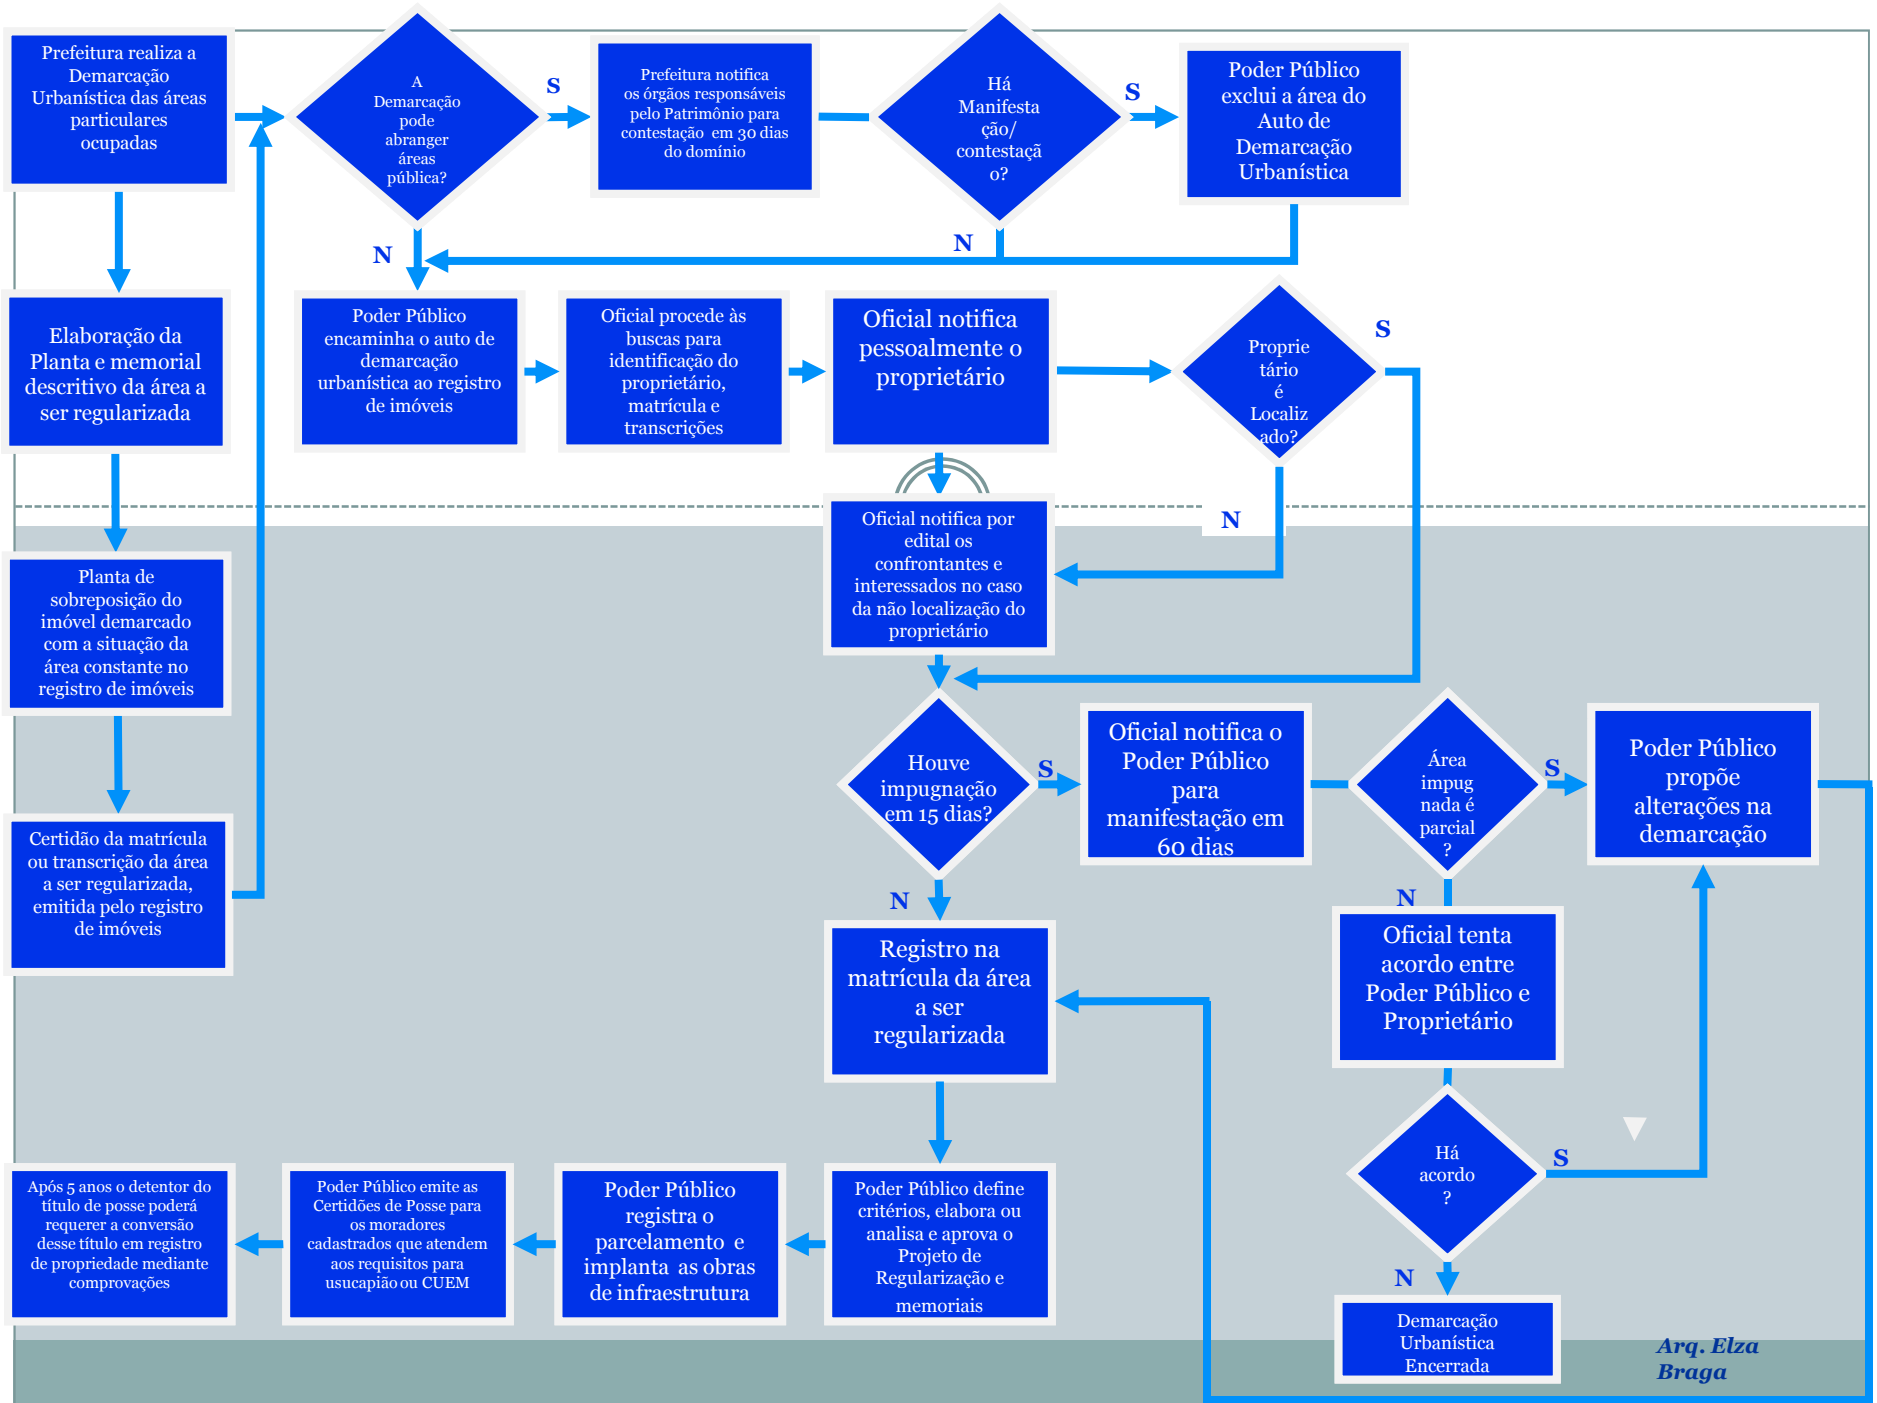 Prefeitura realiza a
Demarcação
Urbanística das áreas
particulares
ocupadas
A
Demarcação
pode
abranger
áreas
pública?
S
Prefeitura notifica
os órgãos responsáveis
pelo Patrimônio para
contestação em 30 dias
do domínio
Há
Manifesta
ção/
contestaçã
o?
S
Poder Público
exclui a área do
Auto de
Demarcação
Urbanística
N
N
Elaboração da
Planta e memorial
descritivo da área a
ser regularizada
Poder Público
encaminha o auto de
demarcação
urbanística ao registro
de imóveis
Oficial procede às
buscas para
identificação do
proprietário,
matrícula e
transcrições
Oficial notifica
pessoalmente o
proprietário
Proprie
tário
é
Localiz
ado?
S
N
Oficial notifica por
edital os
confrontantes e
interessados no caso
da não localização do
proprietário
Planta de
sobreposição do
imóvel demarcado
com a situação da
área constante no
registro de imóveis
Certidão da matrícula
ou transcrição da área
a ser regularizada,
emitida pelo registro
de imóveis
Houve
impugnação
em 15 dias?
S
Oficial notifica o
Poder Público
para
manifestação em
60 dias
Área
impug
nada é
parcial
?
S
Poder Público
propõe
alterações na
demarcação
N
N
Registro na
matrícula da área
a ser
regularizada
Oficial tenta
acordo entre
Poder Público e
Proprietário
Há
acordo
?
S
N
Demarcação
Urbanística
Encerrada
Após 5 anos o detentor do
título de posse poderá
requerer a conversão
desse título em registro
de propriedade mediante
comprovações
Poder Público emite as
Certidões de Posse para
os moradores
cadastrados que atendem
aos requisitos para
usucapião ou CUEM
Poder Público
registra o
parcelamento e
implanta as obras
de infraestrutura
Poder Público define
critérios, elabora ou
analisa e aprova o
Projeto de
Regularização e
memoriais
Arq. Elza
Braga